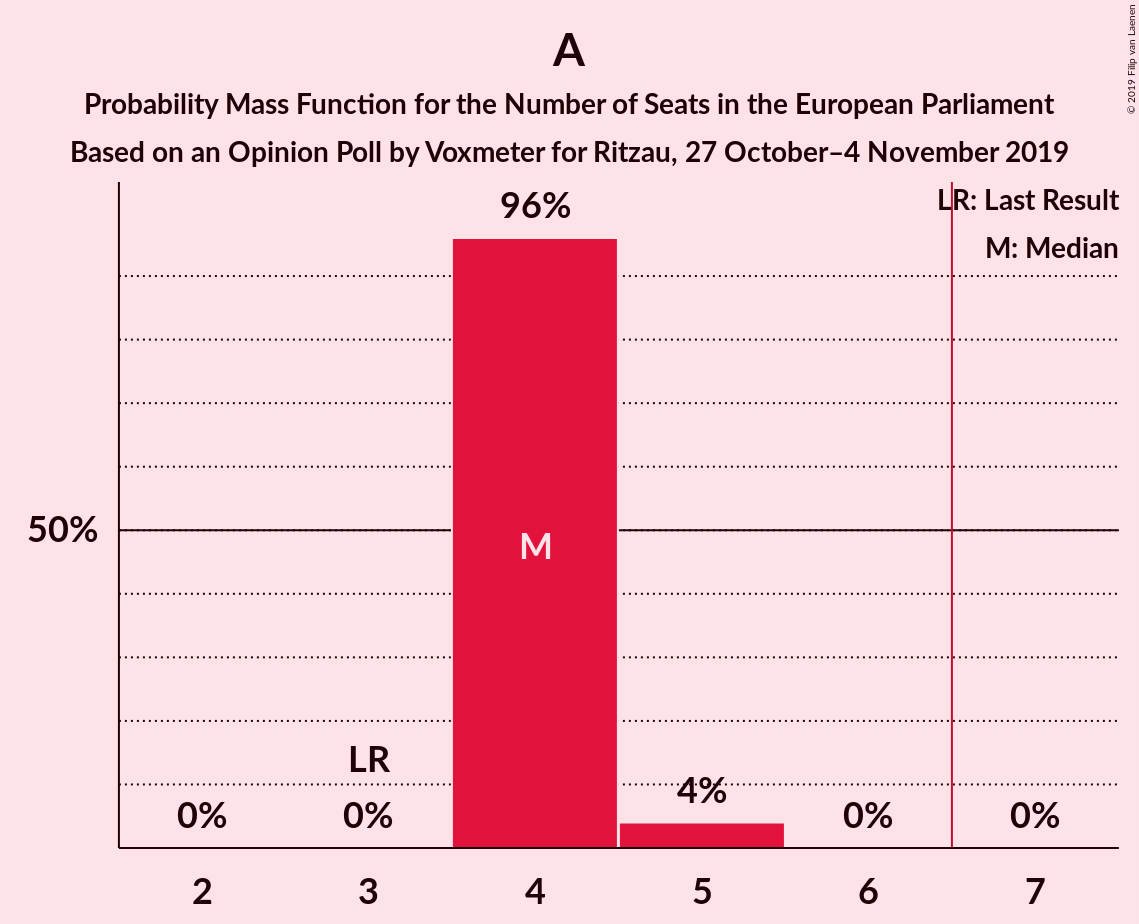 A
Probability Mass Function for the Number of Seats in the European Parliament
Based on an Opinion Poll by Voxmeter for Ritzau, 27 October–4 November 2019
© 2019 Filip van Laenen
LR: Last Result
M: Median
96%
50%
M
LR
0%
0%
4%
0%
0%
2
3
4
5
6
7